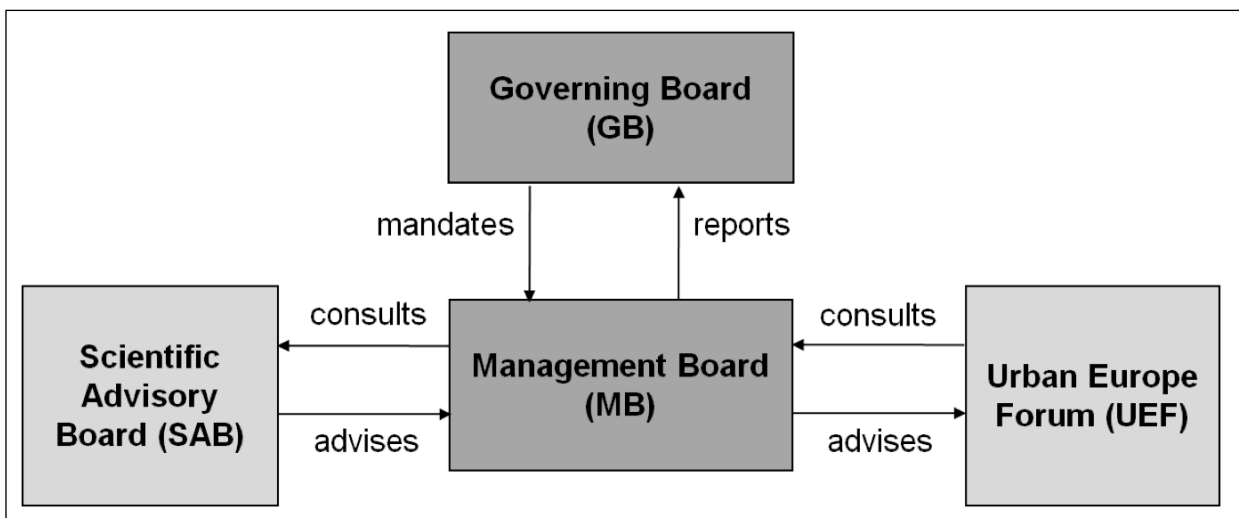 Governing Board
(GB)
mandates
reports
consults
consults
Scientific
Advisory
Board (SAB)
Management Board
(MB)
Urban Europe
Forum (UEF)
advises
advises